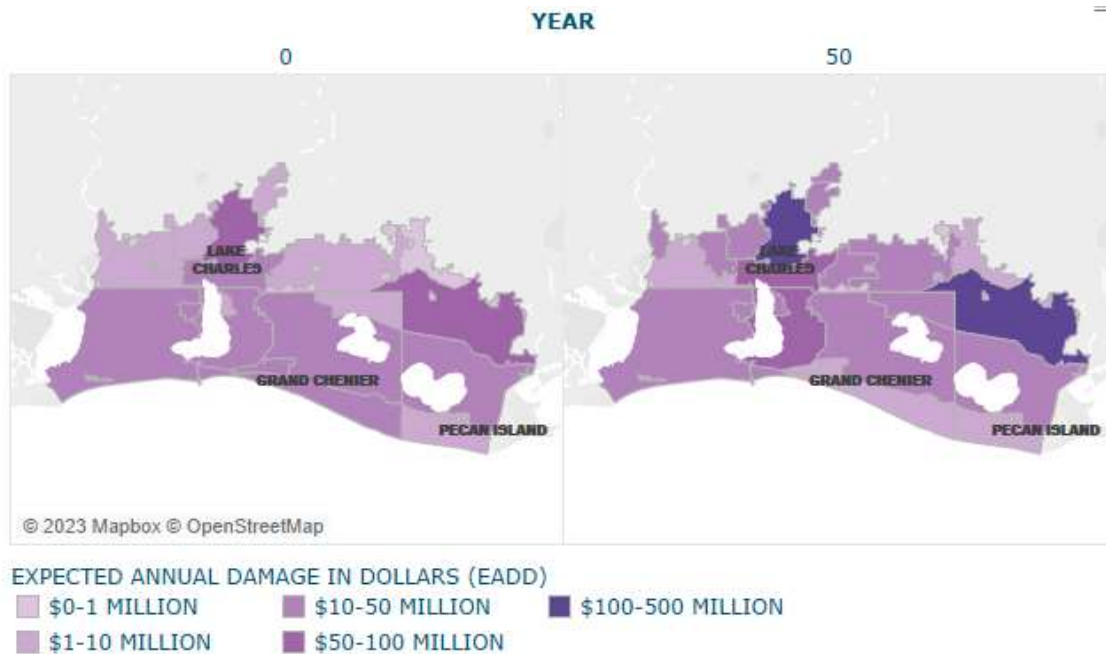 YEAR
0
50
LAKE
CHARLES
GRAND CHENIER
PECAN ISLAND
LAKE
CHARLES
GRAND CHENIER
PECAN ISLAND
© 2023 Mapbox © OpenStreetMap
EXPECTED ANNUAL DAMAGE IN DOLLARS (EADD)
$0-1 MILLION
$10-50 MILLION
$100-500 MILLION
$1-10 MILLION
$50-100 MILLION